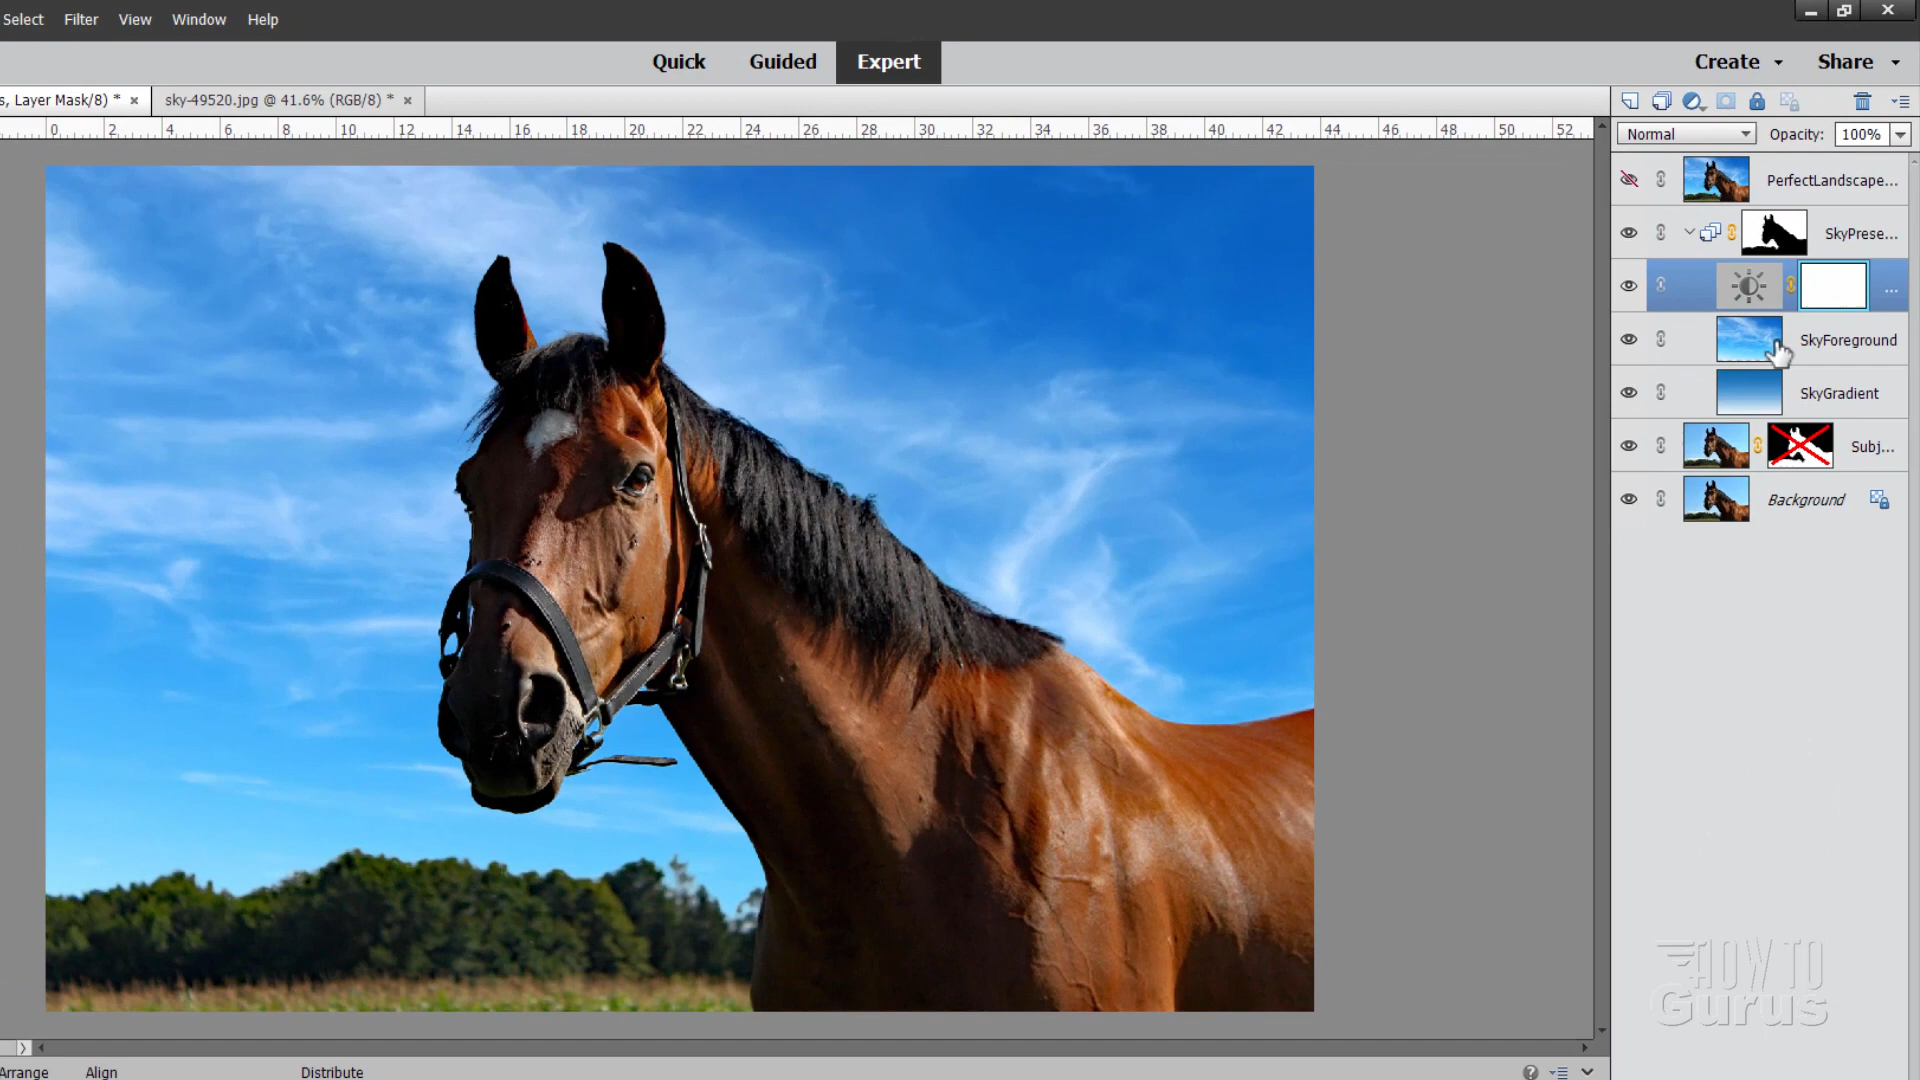 Select Filter View Window Help
Quick Guided Expert Create Share
s, Layer Mask/8) * × sky-49520.jpg @ 41.6% (RGB/8) * ×
0 2 4 6 8 10 12 14 16 18 20 22 24 26 28 30 32 34 36 38 40 42 44 46 48 50 52
Normal Opacity: 100%
PerfectLandscape...
SkyPrese...
...
SkyForeground
SkyGradient
Subj...
Background
HOW TO
Gurus
Arrange Align Distribute